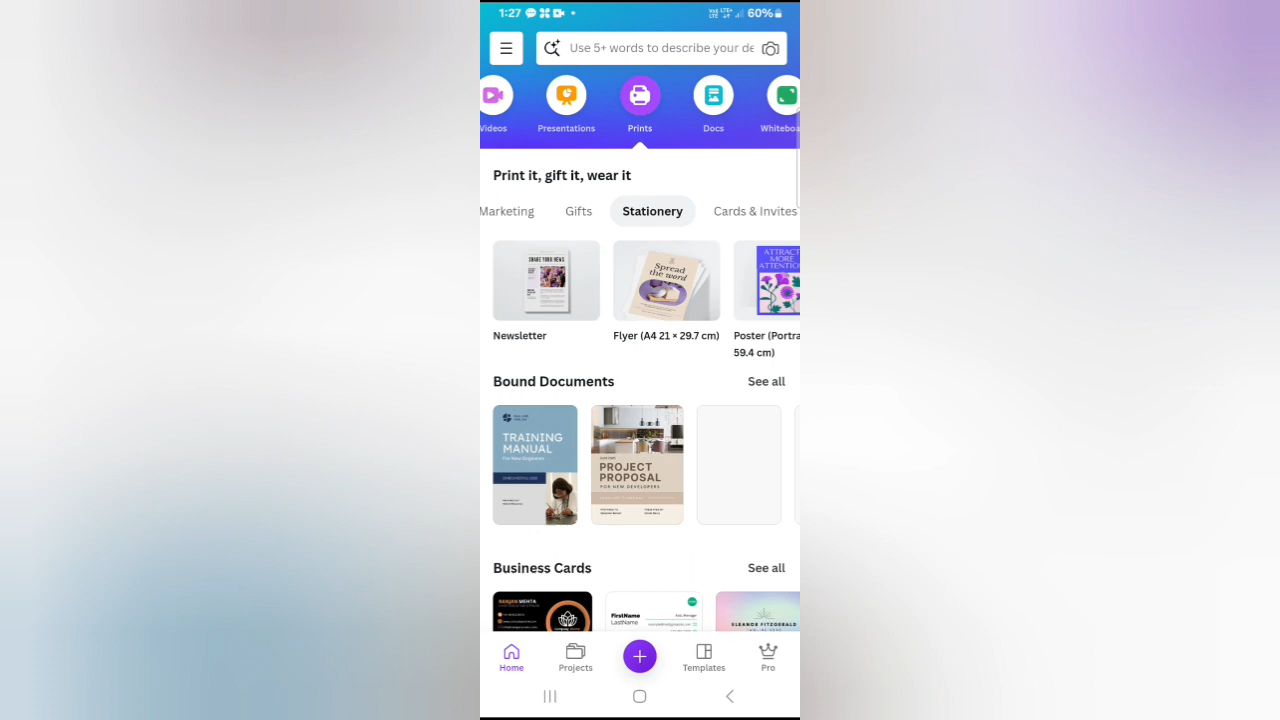 1:27
60%
Use 5+ words to describe your de
Videos
Presentations
Prints
Docs
Whiteboa
Print it, gift it, wear it
Marketing
Gifts
Stationery
Cards & Invites
SHARE YOUR NEWS
Spread
the word
ATTRACT
MORE
ATTENTIO
Newsletter
Flyer (A4 21 × 29.7 cm)
Poster (Portra
59.4 cm)
Bound Documents
See all
TRAINING
MANUAL
For New Employees
PROJECT
PROPOSAL
FOR NEW DEVELOPERS
Business Cards
See all
FirstName
LastName
ELEANOR FITZGERALD
Home
Projects
Templates
Pro